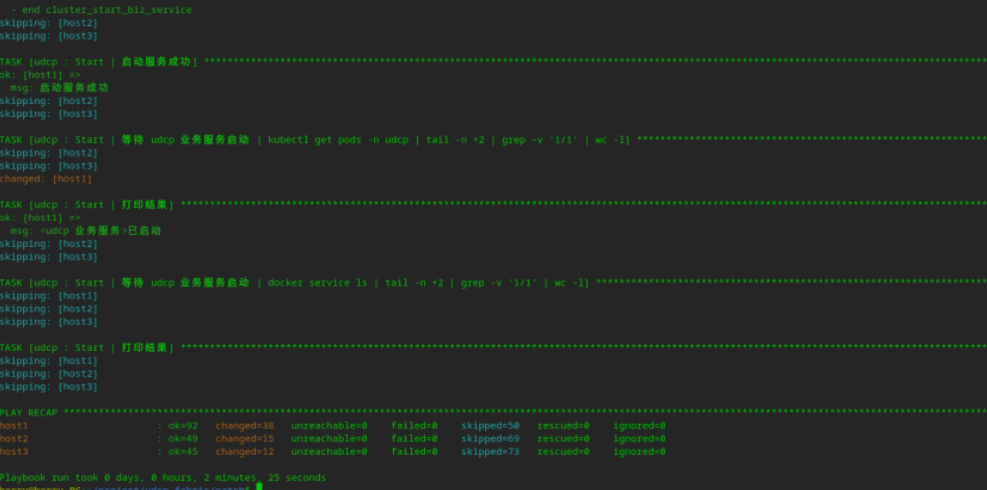 - end cluster_start_biz_service
skipping: [host2]
skipping: [host3]
TASK [udcp : Start | 启动服务成功] ************************************************************
ok: [host1] =>
msg: 启动服务成功
skipping: [host2]
skipping: [host3]
TASK [udcp : Start | 等待 udcp 业务服务启动 | kubectl get pods -n udcp | tail -n +2 | grep -v '1/1' | wc -l] ************************************************************
skipping: [host2]
skipping: [host3]
changed: [host1]
TASK [udcp : Start | 打印结果] ************************************************************
ok: [host1] =>
msg: <udcp 业务服务>已启动
skipping: [host2]
skipping: [host3]
TASK [udcp : Start | 等待 udcp 业务服务启动 | docker service ls | tail -n +2 | grep -v '1/1' | wc -l] ************************************************************
skipping: [host1]
skipping: [host2]
skipping: [host3]
TASK [udcp : Start | 打印结果] ************************************************************
skipping: [host1]
skipping: [host2]
skipping: [host3]
PLAY RECAP ************************************************************
host1 : ok=92 changed=38 unreachable=0 failed=0 skipped=50 rescued=0 ignored=0
host2 : ok=49 changed=15 unreachable=0 failed=0 skipped=69 rescued=0 ignored=0
host3 : ok=45 changed=12 unreachable=0 failed=0 skipped=73 rescued=0 ignored=0
Playbook run took 0 days, 0 hours, 2 minutes, 25 seconds